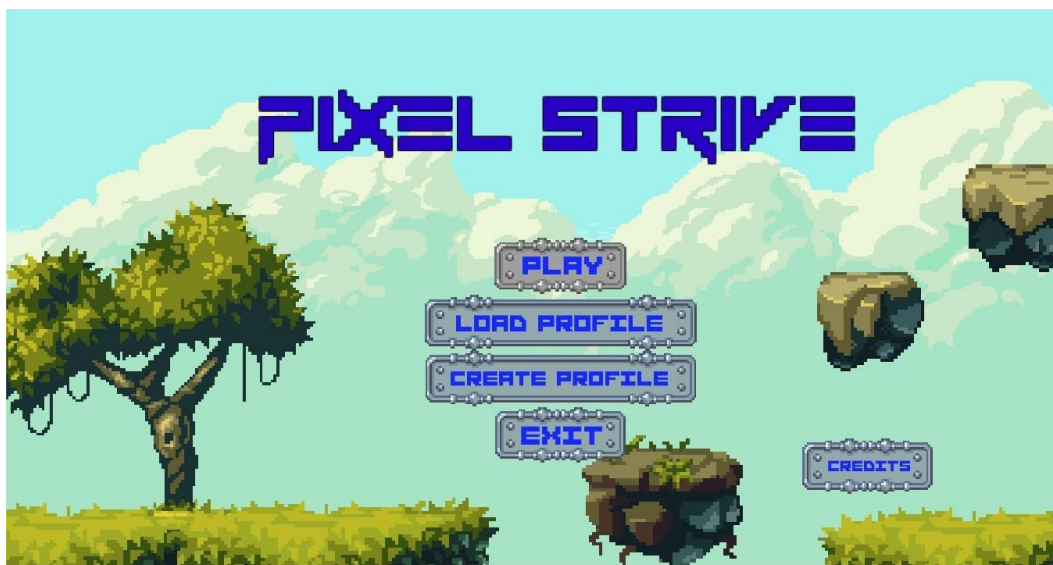 PIXEL STRIVE
PLAY
LOAD PROFILE
CREATE PROFILE
EXIT
CREDITS